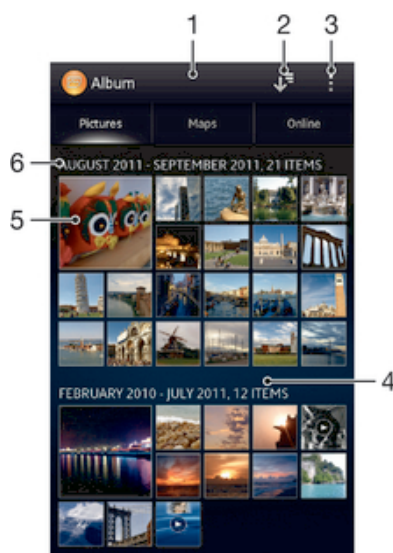 1 2 3
Album
Pictures Maps Online
6 AUGUST 2011 - SEPTEMBER 2011, 21 ITEMS
5
4
FEBRUARY 2010 - JULY 2011, 12 ITEMS